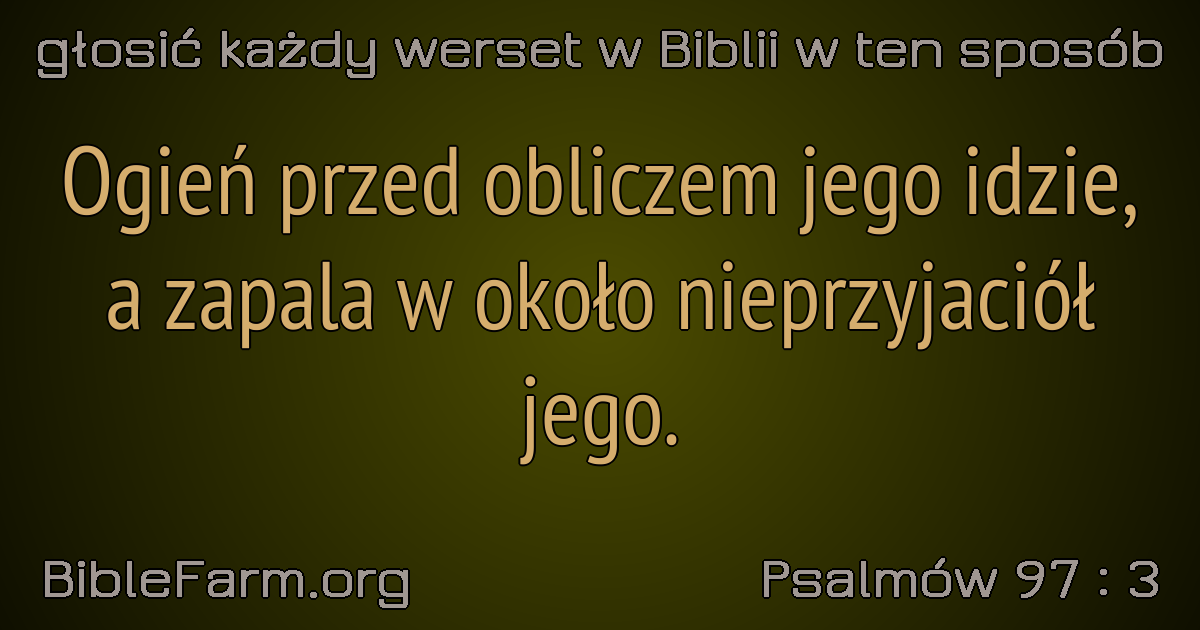 głosić każdy werset w Biblii w ten sposób
Ogień przed obliczem jego idzie,
a zapala w około nieprzyjaciół
jego.
BibleFarm.org
Psalmów 97 : 3